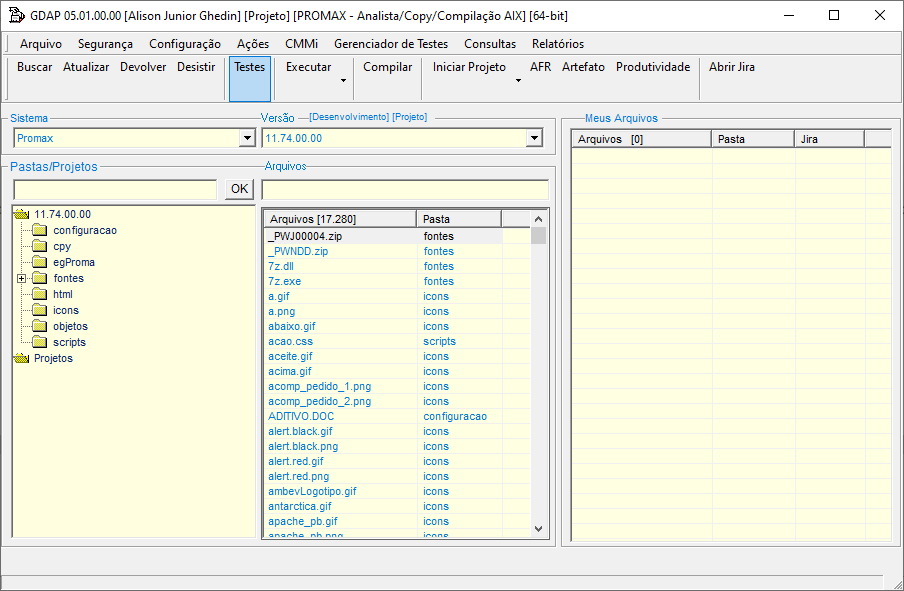 GDAP 05.01.00.00 [Alison Junior Ghedin] [Projeto] [PROMAX - Analista/Copy/Compilação AIX] [64-bit]
Arquivo Segurança Configuração Ações CMMi Gerenciador de Testes Consultas Relatórios
Buscar Atualizar Devolver Desistir Testes Executar Compilar Iniciar Projeto AFR Artefato Produtividade Abrir Jira
Sistema Versão [Desenvolvimento] [Projeto]
Promax 11.74.00.00
Pastas/Projetos
OK
11.74.00.00
configuracao
cpy
egProma
fontes
html
icons
objetos
scripts
Projetos
Arquivos
Arquivos [17.280] Pasta
_PWJ00004.zip fontes
_PWNDD.zip fontes
7z.dll fontes
7z.exe fontes
a.gif icons
a.png icons
abaixo.gif icons
acao.css scripts
aceite.gif icons
acima.gif icons
acomp_pedido_1.png icons
acomp_pedido_2.png icons
ADITIVO.DOC configuracao
alert.black.gif icons
alert.black.png icons
alert.red.gif icons
alert.red.png icons
ambevLogotipo.gif icons
antarctica.gif icons
apache_pb.gif icons
apache_pb.png icons
Meus Arquivos
Arquivos [0] Pasta Jira